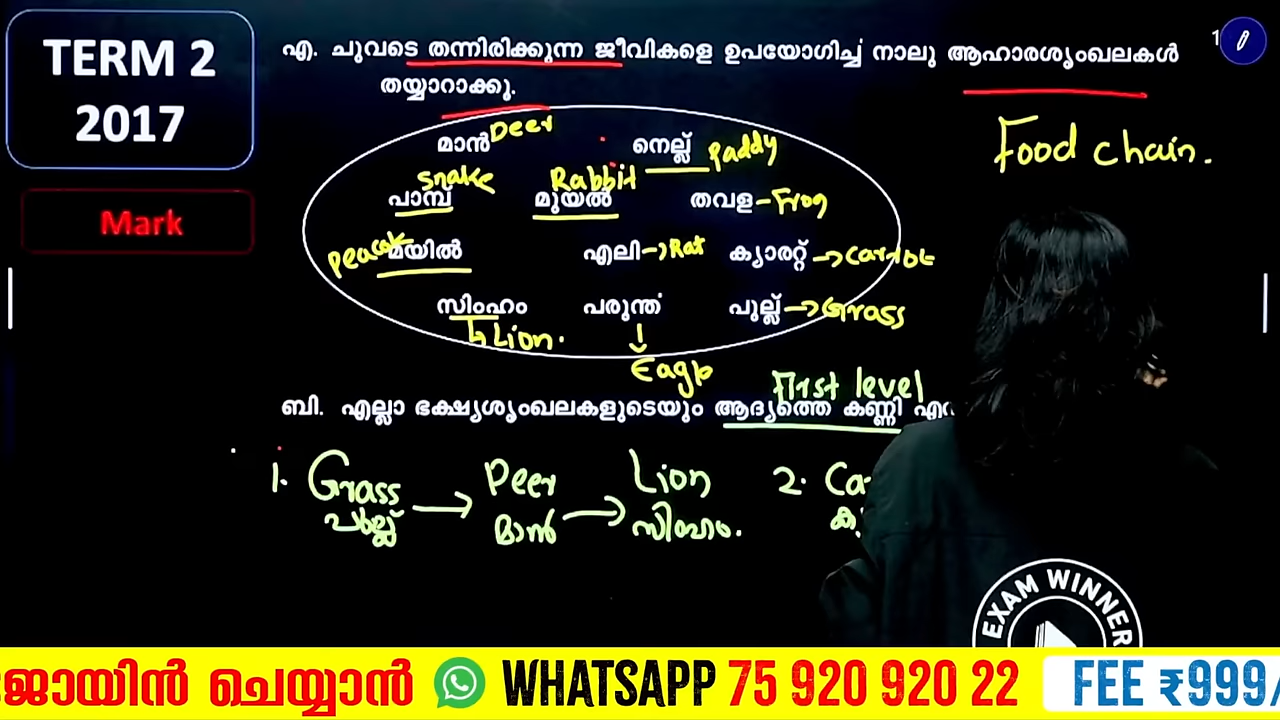 TERM 2
2017
Mark
എ. ചുവടെ തന്നിരിക്കുന്ന ജീവികളെ ഉപയോഗിച്ച് നാലു ആഹാരശൃംഖലകൾ
തയ്യാറാക്കു.
Food chain.
മാൻ Deer നെല്ല് Paddy
Snake Rabbit
പാമ്പ് മുയൽ തവള - Frog
Peacok മയിൽ എലി → Rat ക്യാരറ്റ് → Carrot
സിംഹം പരുന്ത് പുല്ല് → Grass
↳ Lion. ↓
Eagle
First level
ബി. എല്ലാ ഭക്ഷ്യശൃംഖലകളുടെയും ആദ്യത്തെ കണ്ണി
1. Grass → Deer → Lion 2. Ca
പുല്ല് മാൻ സിംഹം.
EXAM WINNER
ജോയിൻ ചെയ്യാൻ WHATSAPP 75 920 920 22 FEE ₹999/